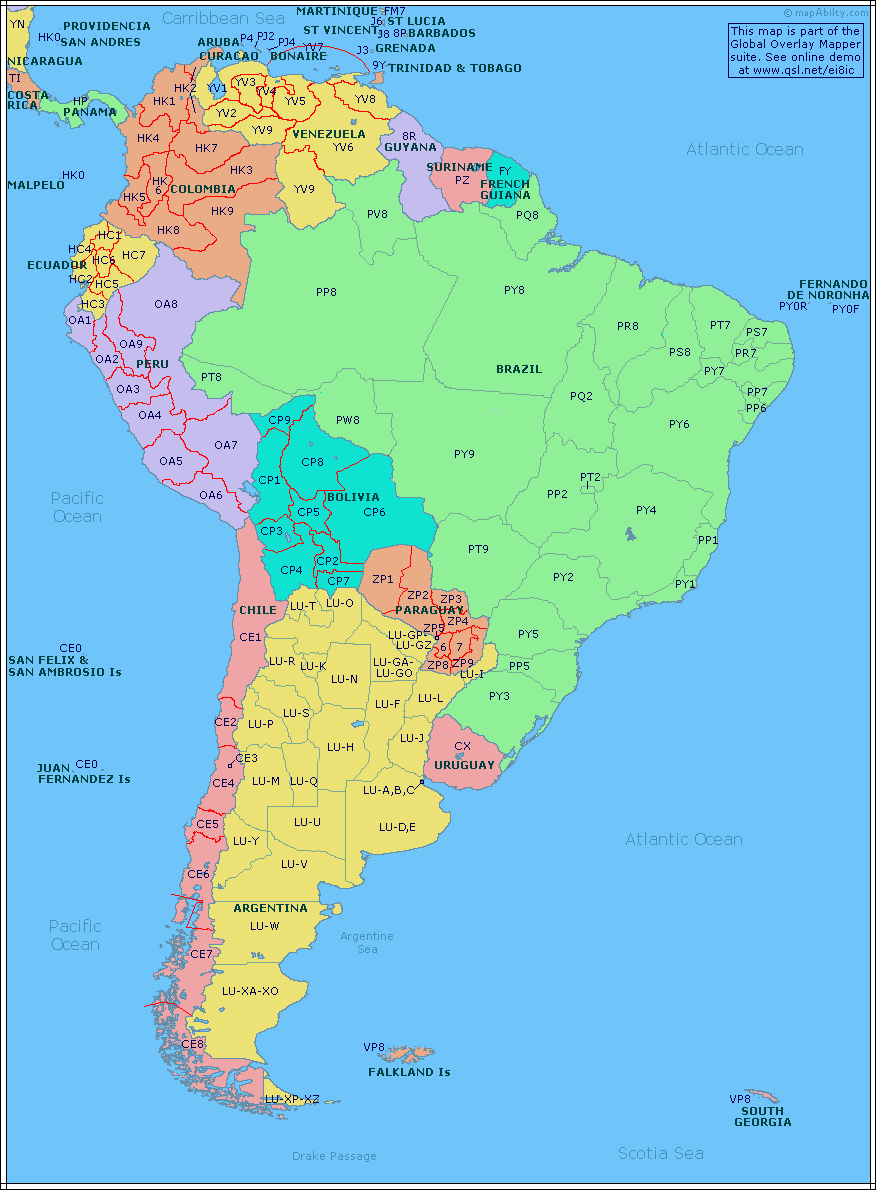 Carribean Sea
© mapAbilty.com
This map is part of the
Global Overlay Mapper
suite. See online demo
at www.qsl.net/ei8ic
MARTINIQUE FM7
J6 ST LUCIA
ST VINCENT J8 8P BARBADOS
J3 GRENADA
9Y TRINIDAD & TOBAGO
YN
PROVIDENCIA
HK0
SAN ANDRES
NICARAGUA
ARUBA P4 PJ2 PJ4 YV7
CURACAO BONAIRE
TI
COSTA
RICA
HP
PANAMA
HK2
HK1
YV1 YV3 YV4 YV5 YV8
YV2
YV9
VENEZUELA
YV6
HK4
HK7
HK3
HK
6
COLOMBIA
HK5
HK9
HK8
HK0
MALPELO
YV9
8R
GUYANA
SURINAME
PZ
FY
FRENCH
GUIANA
Atlantic Ocean
PV8
PQ8
HC1
HC4
HC7
ECUADOR
HC6
HC2
HC5
HC3
OA1
OA8
OA9
OA2
PERU
OA3
OA4
OA7
OA5
OA6
PP8
PY8
PT8
PR8
PT7
PS7
PS8
PR7
PY7
PP7
PP6
FERNANDO
DE NORONHA
PY0R
PY0F
BRAZIL
PQ2
PW8
PY6
PY9
PT2
PP2
PY4
PP1
PT9
PY2
PY1
PY5
PP5
PY3
CP9
CP8
CP1
BOLIVIA
CP5
CP6
CP3
CP2
CP4
CP7
Pacific
Ocean
ZP1
ZP2
ZP3
PARAGUAY
ZP4
ZP5
6 7
ZP8 ZP9
CHILE
CE1
LU-T
LU-O
LU-GP-
LU-GZ
LU-GA-
LU-GO
LU-I
LU-R
LU-K
LU-N
LU-F
LU-L
LU-P
LU-S
LU-H
LU-J
CE0
SAN FELIX &
SAN AMBROSIO Is
CE2
CE3
CX
URUGUAY
JUAN CE0
FERNANDEZ Is
CE4
LU-M
LU-Q
LU-A,B,C
CE5
LU-U
LU-D,E
LU-Y
LU-V
Atlantic Ocean
CE6
ARGENTINA
LU-W
Pacific
Ocean
Argentine
Sea
CE7
LU-XA-XO
CE8
VP8
FALKLAND Is
LU-XP-XZ
VP8
SOUTH
GEORGIA
Drake Passage
Scotia Sea